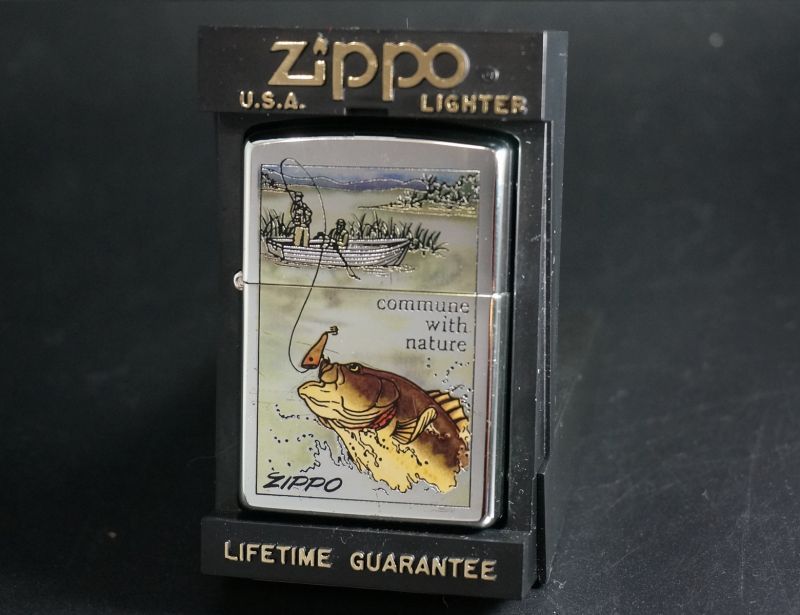 Zippo
U.S.A. LIGHTER
commune
with
nature
ZIPPO
LIFETIME GUARANTEE